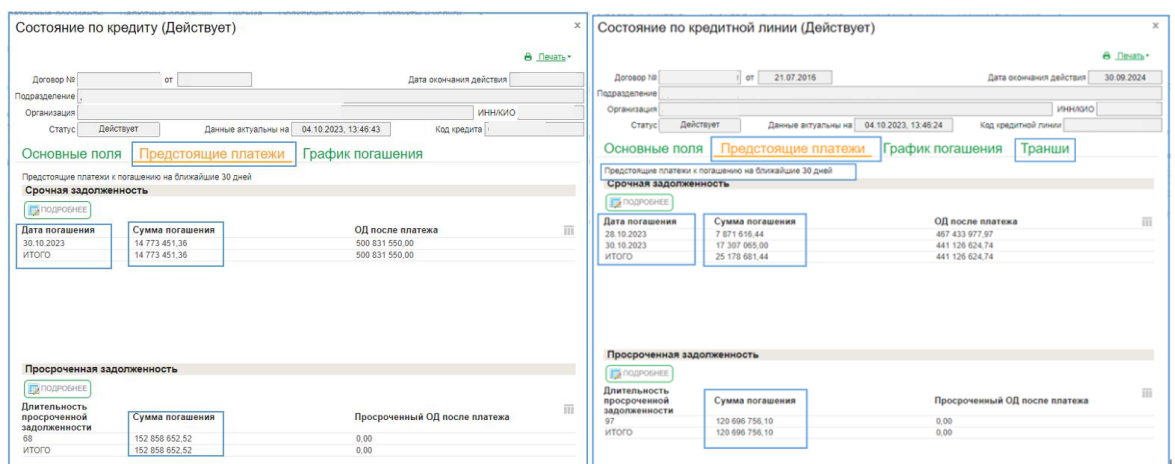 Состояние по кредиту (Действует)
×
Печать
Договор №
от
Дата окончания действия
Подразделение
Организация
ИНН/КИО
Статус Действует Данные актуальны на 04.10.2023, 13:46:43 Код кредита
Основные поля Предстоящие платежи График погашения
Предстоящие платежи к погашению на ближайшие 30 дней
Срочная задолженность
ПОДРОБНЕЕ
Дата погашения Сумма погашения ОД после платежа
30.10.2023 14 773 451,36 500 831 550,00
ИТОГО 14 773 451,36 500 831 550,00
Просроченная задолженность
ПОДРОБНЕЕ
Длительность
просроченной Сумма погашения Просроченный ОД после платежа
задолженности
68 152 858 652,52 0,00
ИТОГО 152 858 652,52 0,00
Состояние по кредитной линии (Действует)
×
Печать
Договор № от 21.07.2016 Дата окончания действия 30.09.2024
Подразделение
Организация ИНН/КИО
Статус Действует Данные актуальны на 04.10.2023, 13:46:24 Код кредитной линии
Основные поля Предстоящие платежи График погашения Транши
Предстоящие платежи к погашению на ближайшие 30 дней
Срочная задолженность
ПОДРОБНЕЕ
Дата погашения Сумма погашения ОД после платежа
28.10.2023 7 871 616,44 467 433 977,97
30.10.2023 17 307 065,00 441 126 624,74
ИТОГО 25 178 681,44 441 126 624,74
Просроченная задолженность
ПОДРОБНЕЕ
Длительность
просроченной Сумма погашения Просроченный ОД после платежа
задолженности
97 120 696 756,10 0,00
ИТОГО 120 696 756,10 0,00